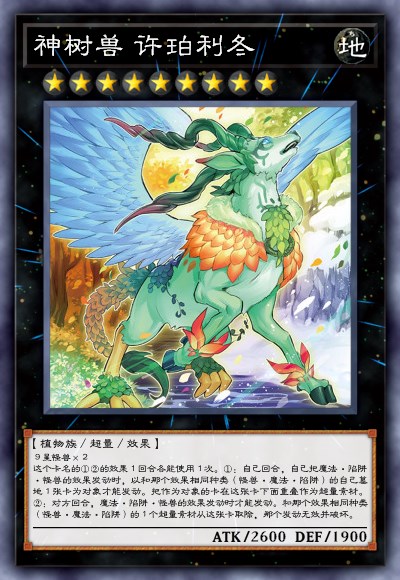 神树兽 许珀利冬
地
【植物族／超量／效果】
９星怪兽×２
这个卡名的①②的效果１回合各能使用１次。①：自己回合，自己把魔法·陷阱
·怪兽的效果发动时，以和那个效果相同种类（怪兽·魔法·陷阱）的自己墓
地１张卡为对象才能发动。把作为对象的卡在这张卡下面重叠作为超量素材。
②：对方回合，魔法·陷阱·怪兽的效果发动时才能发动。和那个效果相同种类
（怪兽·魔法·陷阱）的１个超量素材从这张卡取除，那个发动无效并破坏。
ATK/2600 DEF/1900